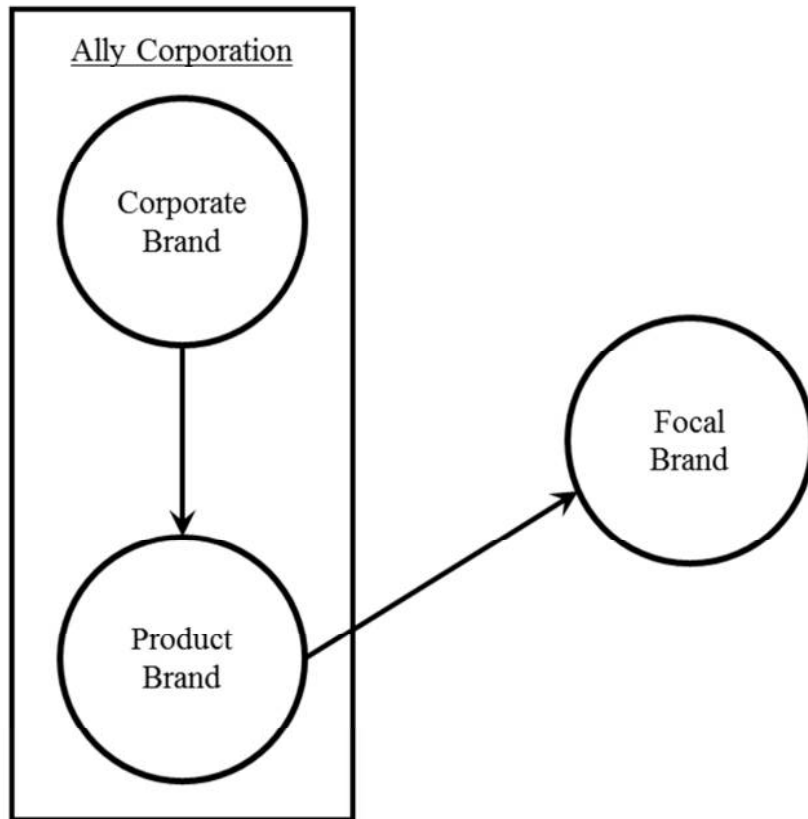 Ally Corporation
Corporate
Brand
Focal
Brand
Product
Brand